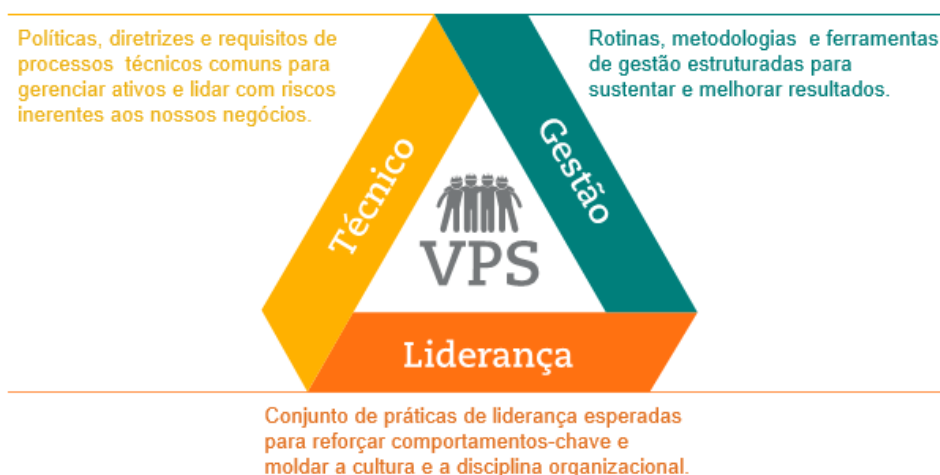 Políticas, diretrizes e requisitos de
processos técnicos comuns para
gerenciar ativos e lidar com riscos
inerentes aos nossos negócios.
Rotinas, metodologias e ferramentas
de gestão estruturadas para
sustentar e melhorar resultados.
Técnico
Gestão
VPS
Liderança
Conjunto de práticas de liderança esperadas
para reforçar comportamentos-chave e
moldar a cultura e a disciplina organizacional.